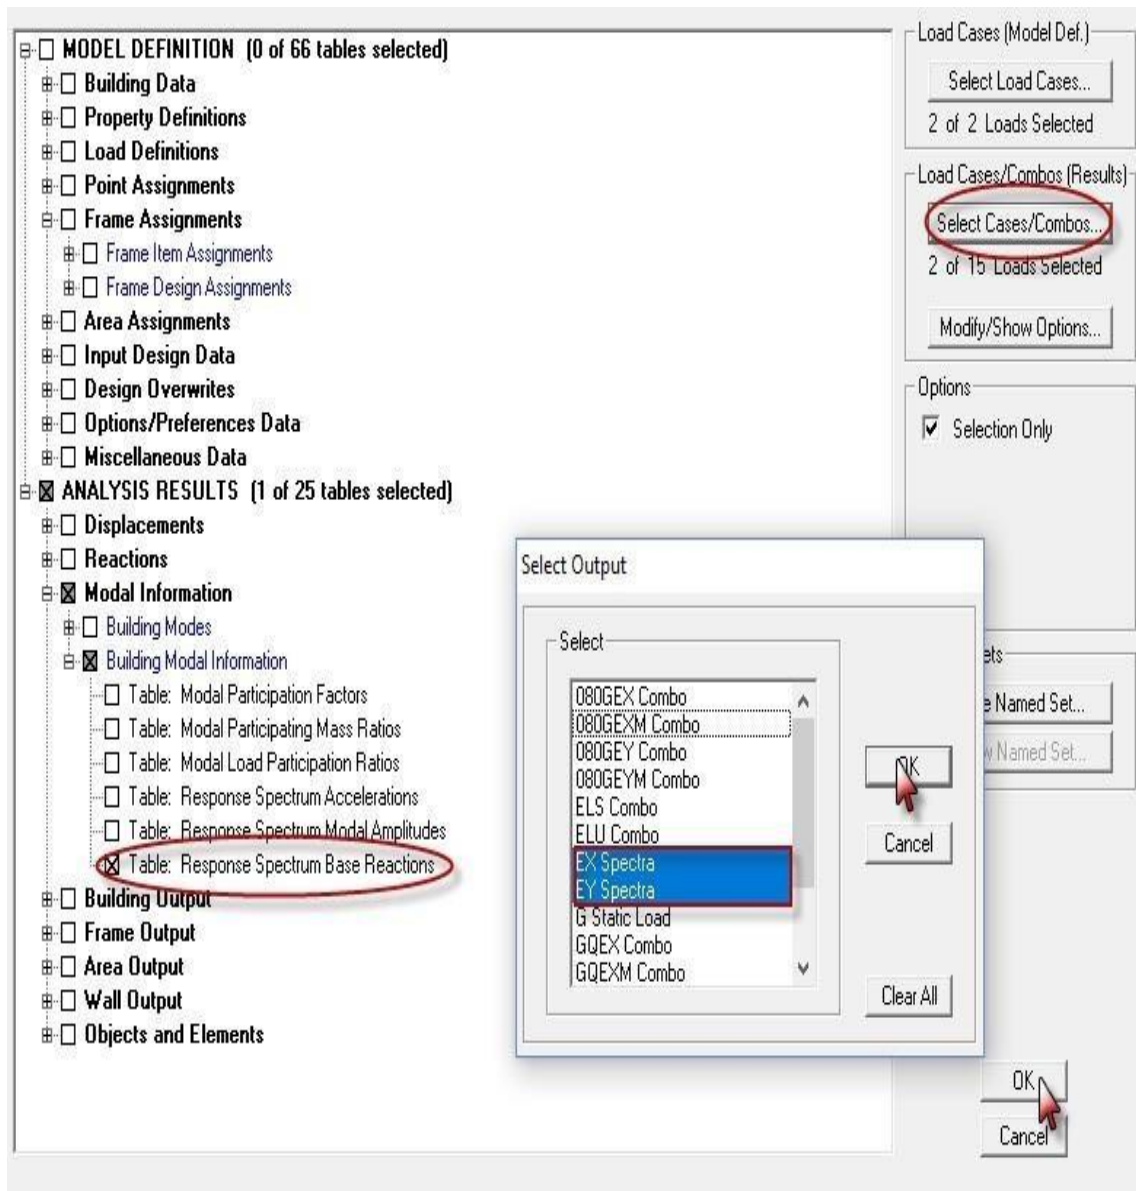 MODEL DEFINITION (0 of 66 tables selected)
Building Data
Property Definitions
Load Definitions
Point Assignments
Frame Assignments
Frame Item Assignments
Frame Design Assignments
Area Assignments
Input Design Data
Design Overwrites
Options/Preferences Data
Miscellaneous Data
ANALYSIS RESULTS (1 of 25 tables selected)
Displacements
Reactions
Modal Information
Building Modes
Building Modal Information
Table: Modal Participation Factors
Table: Modal Participating Mass Ratios
Table: Modal Load Participation Ratios
Table: Response Spectrum Accelerations
Table: Response Spectrum Modal Amplitudes
Table: Response Spectrum Base Reactions
Building Output
Frame Output
Area Output
Wall Output
Objects and Elements
Load Cases (Model Def.)
Select Load Cases...
2 of 2 Loads Selected
Load Cases/Combos (Results)
Select Cases/Combos...
2 of 15 Loads Selected
Modify/Show Options...
Options
Selection Only
ets
e Named Set...
w Named Set...
OK
Cancel
Select Output
Select
080GEX Combo
080GEXM Combo
080GEY Combo
080GEYM Combo
ELS Combo
ELU Combo
EX Spectra
EY Spectra
G Static Load
GQEX Combo
GQEXM Combo
OK
Cancel
Clear All